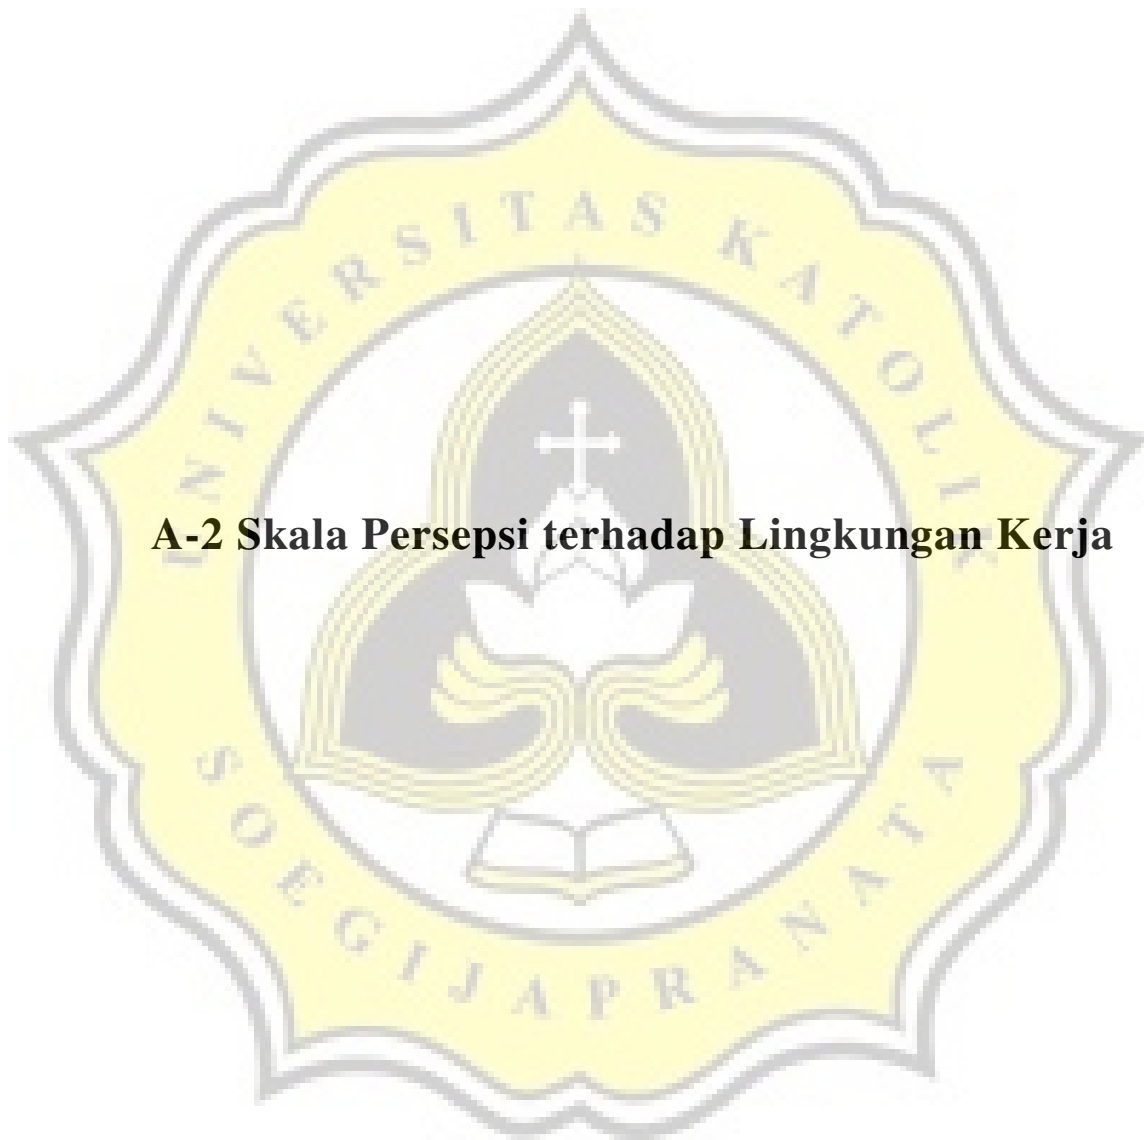 UNIVERSITAS KATOLIK
A-2 Skala Persepsi terhadap Lingkungan Kerja
SOEGIJAPRANATA